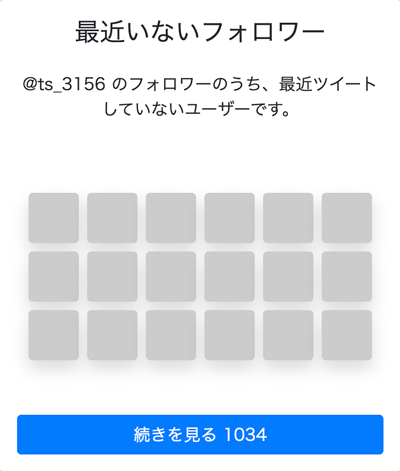 最近いないフォロワー
@ts_3156 のフォロワーのうち、最近ツイート
していないユーザーです。
続きを見る 1034